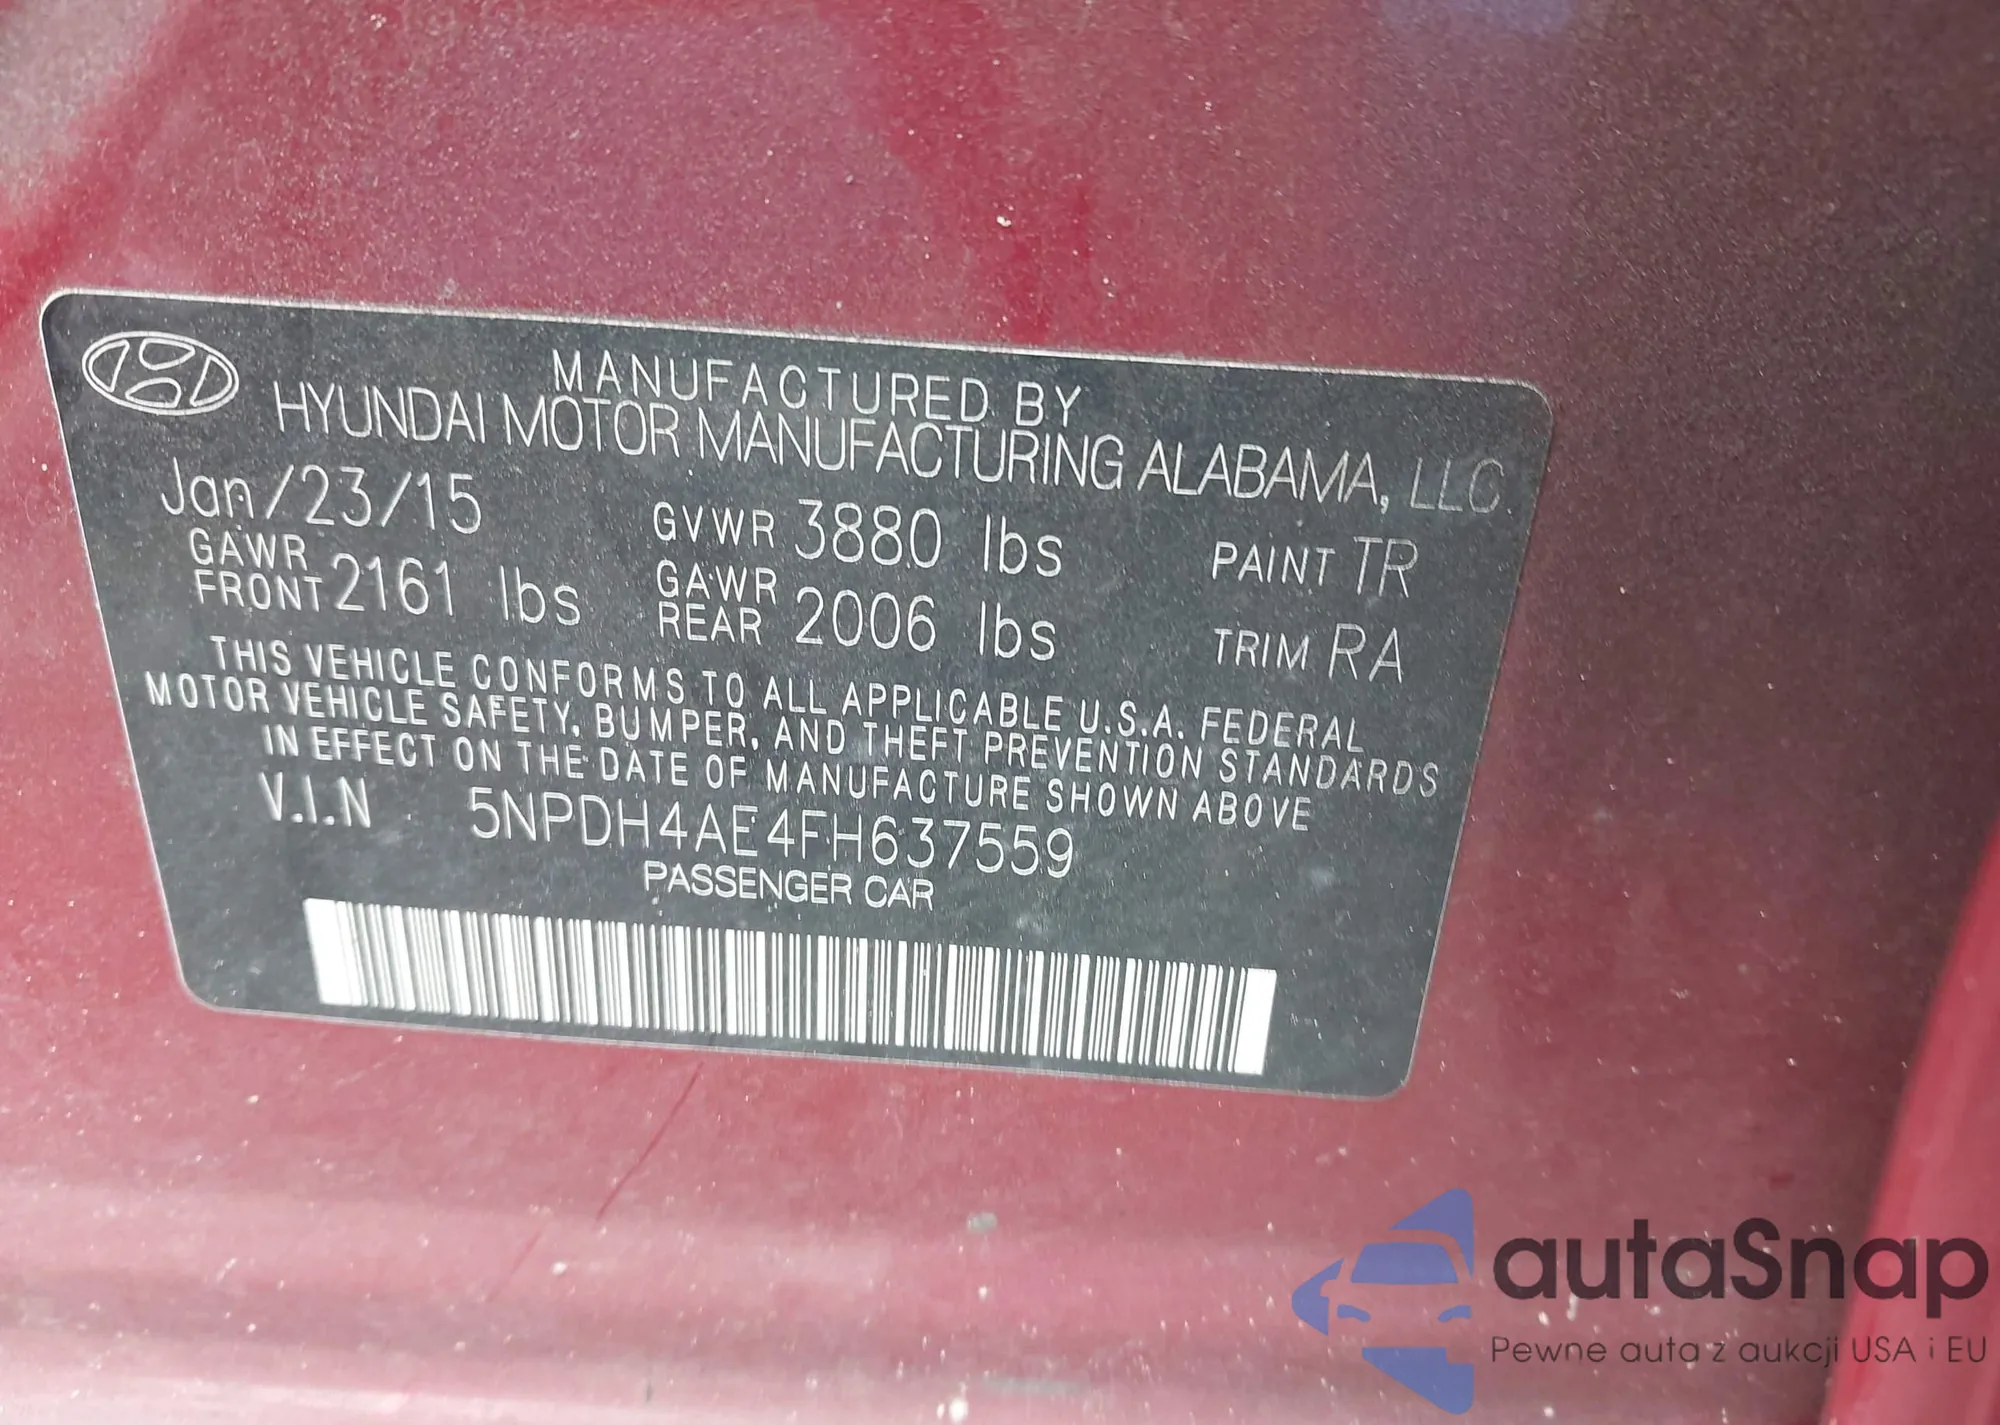 MANUFACTURED BY
HYUNDAI MOTOR MANUFACTURING ALABAMA, LLC.
Jan/23/15 GVWR 3880 lbs PAINT TR
GAWR FRONT 2161 lbs GAWR REAR 2006 lbs TRIM RA
THIS VEHICLE CONFORMS TO ALL APPLICABLE U.S.A. FEDERAL
MOTOR VEHICLE SAFETY, BUMPER, AND THEFT PREVENTION STANDARDS
IN EFFECT ON THE DATE OF MANUFACTURE SHOWN ABOVE
V.I.N 5NPDH4AE4FH637559
PASSENGER CAR
autaSnap
Pewne auta z aukcji USA i EU